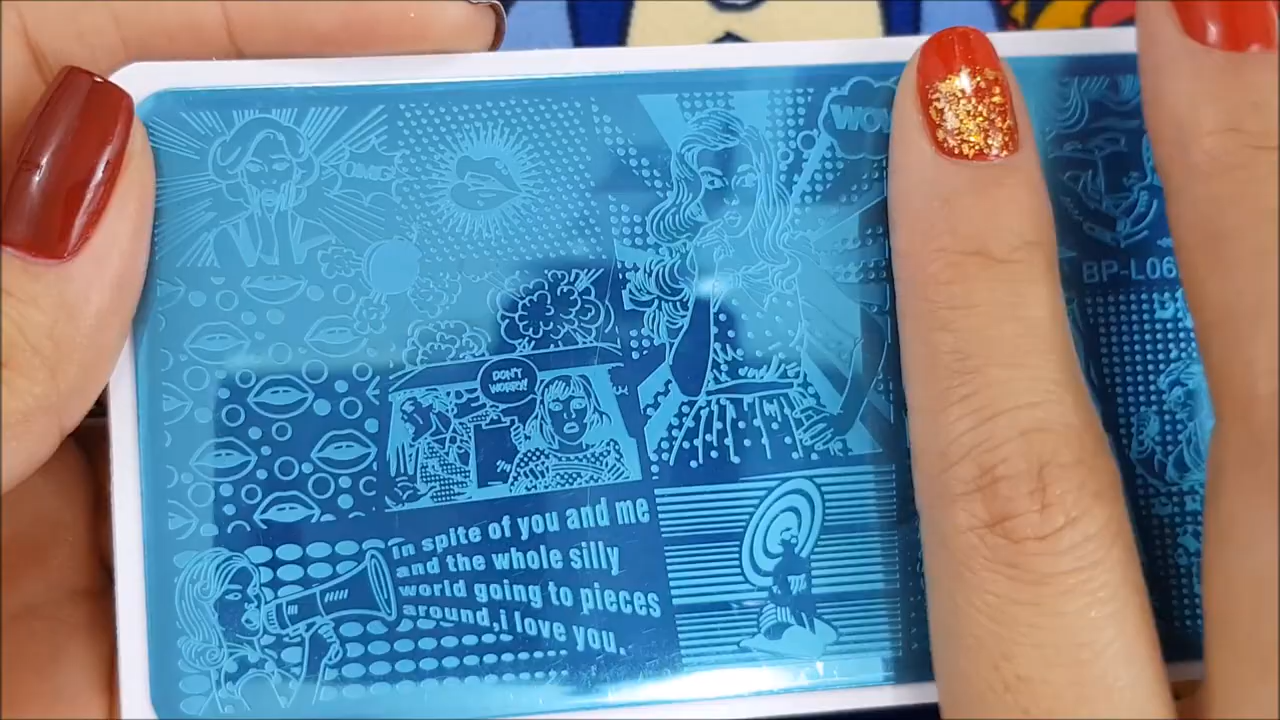 OMG
WOW
BP-L06
DON'T
WORRY!
in spite of you and me
and the whole silly
world going to pieces
around,i love you.